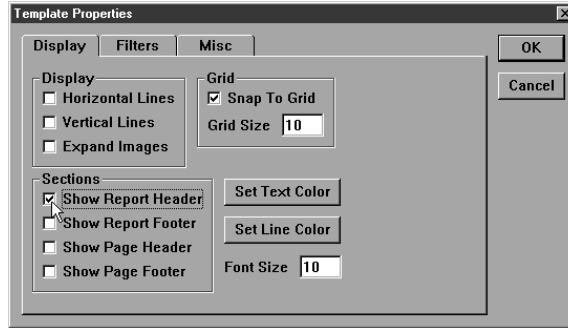 Template Properties
Display Filters Misc
OK
Cancel
Display
Horizontal Lines
Vertical Lines
Expand Images
Grid
Snap To Grid
Grid Size 10
Sections
Show Report Header
Show Report Footer
Show Page Header
Show Page Footer
Set Text Color
Set Line Color
Font Size 10